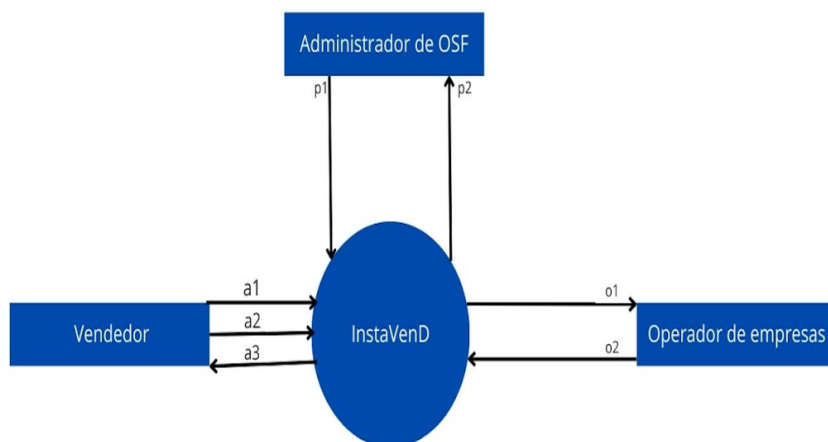 Administrador de OSF
p1
p2
a1
o1
Vendedor
a2
InstaVenD
Operador de empresas
a3
o2